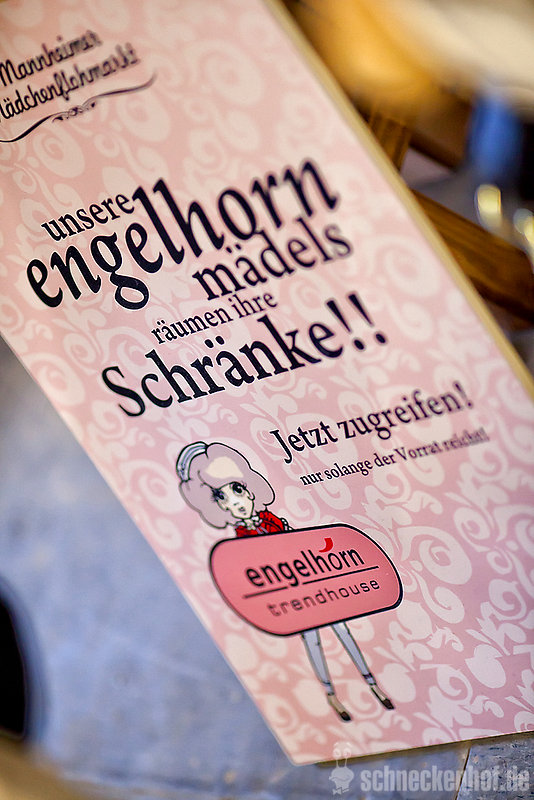 Mannheimer
Mädchenflohmarkt
unsere
engelhorn
mädels
räumen ihre
Schränke!!
Jetzt zugreifen!
nur solange der Vorrat reicht!
engelhorn
trendhouse
schneckenhof.de